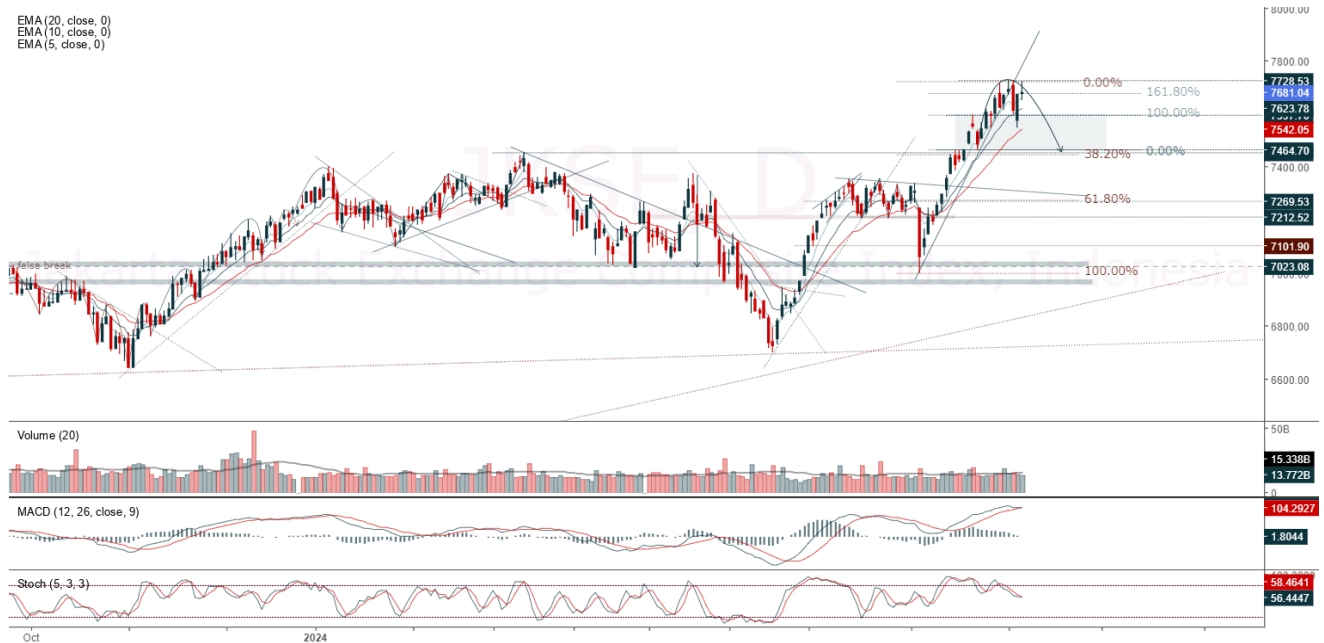 EMA (20, close, 0)
EMA (10, close, 0)
EMA (5, close, 0)
8000.00
7800.00
7728.53
7681.04
7623.78
7542.05
7464.70
7400.00
7269.53
7212.52
7101.90
7023.08
6800.00
6600.00
0.00%
161.80%
100.00%
38.20%
0.00%
61.80%
100.00%
false break
JKSE D
Indonesia
Volume (20)
50B
15.338B
13.772B
0
MACD (12, 26, close, 9)
104.2927
1.8044
Stoch (5, 3, 3)
58.4641
56.4447
Oct
2024